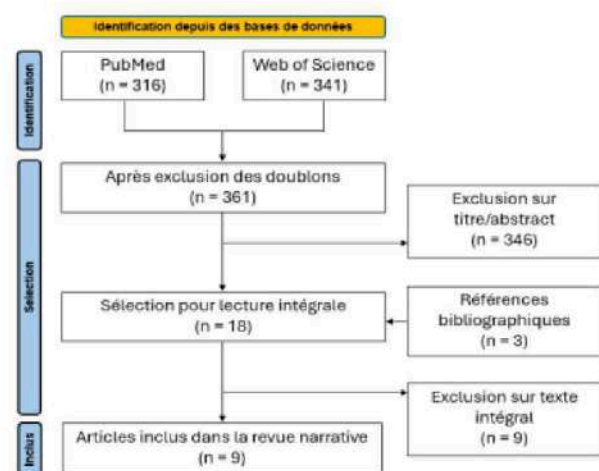 Identification depuis des bases de données
Identification
PubMed
(n = 316)
Web of Science
(n = 341)
Sélection
Après exclusion des doublons
(n = 361)
Exclusion sur
titre/abstract
(n = 346)
Sélection pour lecture intégrale
(n = 18)
Références
bibliographiques
(n = 3)
Exclusion sur texte
intégral
(n = 9)
Inclus
Articles inclus dans la revue narrative
(n = 9)